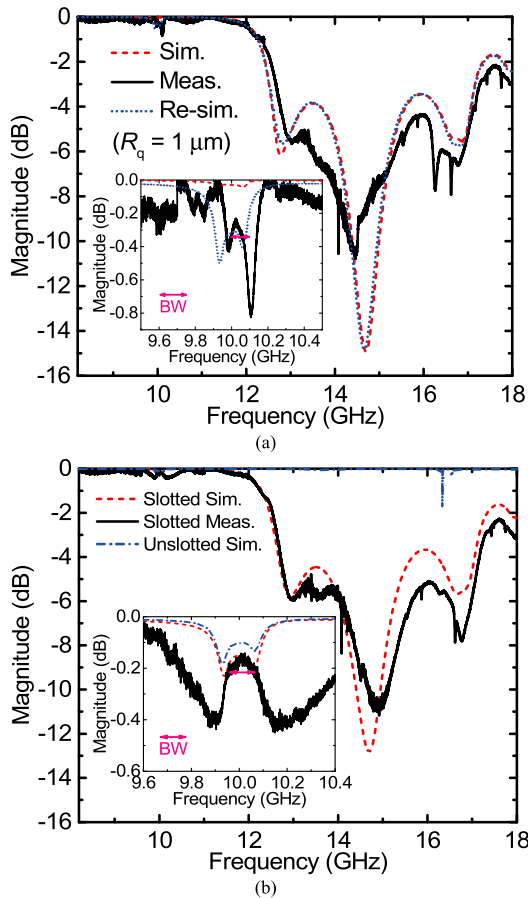 0
-2
-4
-6
-8
-10
-12
-14
-16
Magnitude (dB)
Sim.
Meas.
Re-sim.
(Rq = 1 μm)
0.0
-0.2
-0.4
-0.6
-0.8
Magnitude (dB)
BW
9.6 9.8 10.0 10.2 10.4
Frequency (GHz)
10 12 14 16 18
Frequency (GHz)
(a)
0
-2
-4
-6
-8
-10
-12
-14
-16
Magnitude (dB)
Slotted Sim.
Slotted Meas.
Unslotted Sim.
0.0
-0.2
-0.4
-0.6
Magnitude (dB)
BW
9.6 9.8 10.0 10.2 10.4
Frequency (GHz)
10 12 14 16 18
Frequency (GHz)
(b)